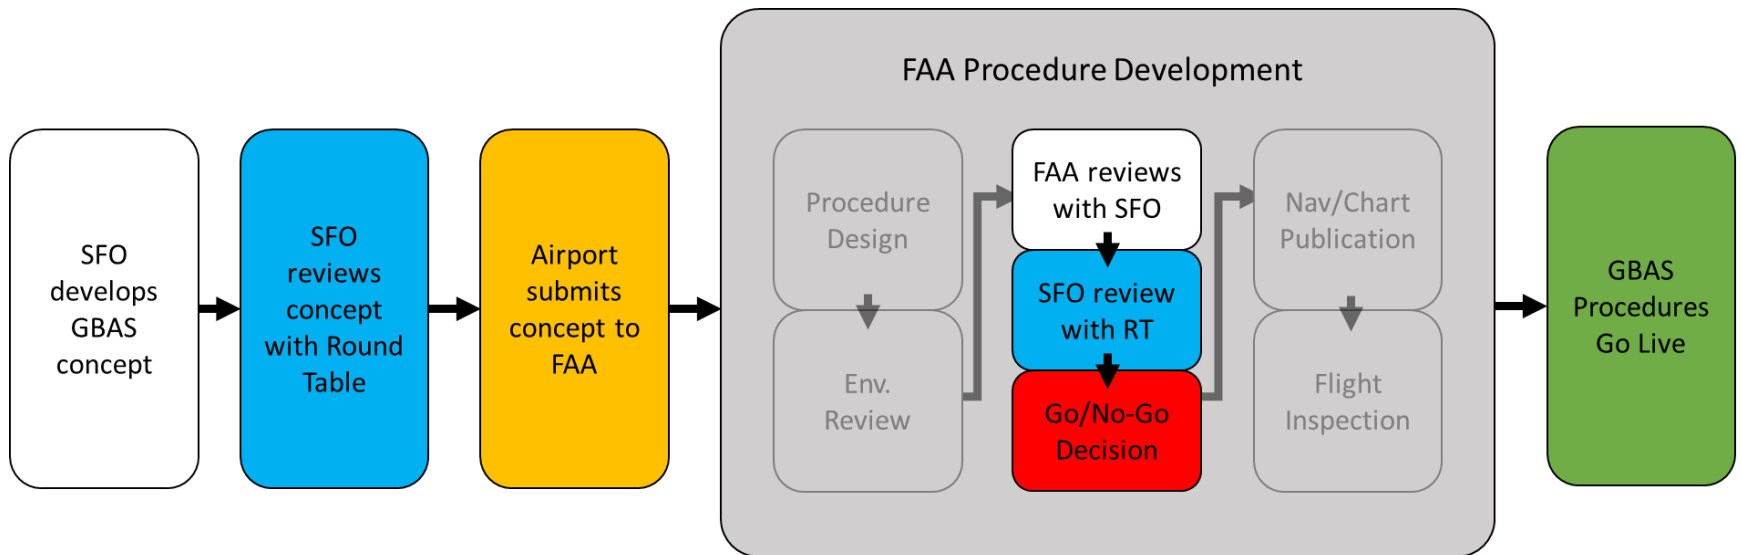 SFO
develops
GBAS
concept
SFO
reviews
concept
with Round
Table
Airport
submits
concept to
FAA
FAA Procedure Development
Procedure
Design
Env.
Review
FAA reviews
with SFO
SFO review
with RT
Go/No-Go
Decision
Nav/Chart
Publication
Flight
Inspection
GBAS
Procedures
Go Live